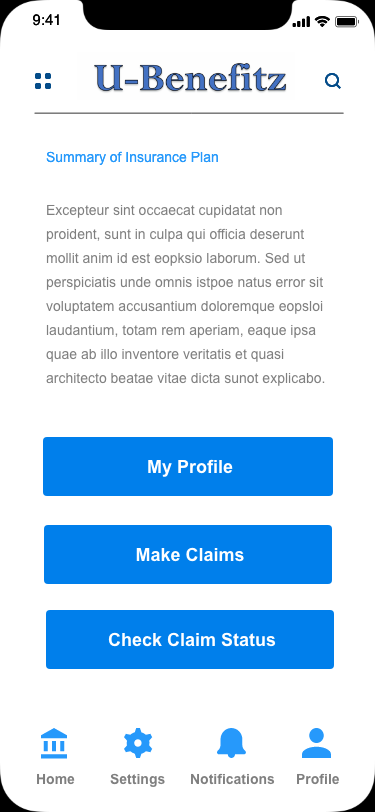 9:41
U-Benefitz
Summary of Insurance Plan
Excepteur sint occaecat cupidatat non
proident, sunt in culpa qui officia deserunt
mollit anim id est eopksio laborum. Sed ut
perspiciatis unde omnis istpoe natus error sit
voluptatem accusantium doloremque eopsloi
laudantium, totam rem aperiam, eaque ipsa
quae ab illo inventore veritatis et quasi
architecto beatae vitae dicta sunot explicabo.
My Profile
Make Claims
Check Claim Status
Home Settings Notifications Profile